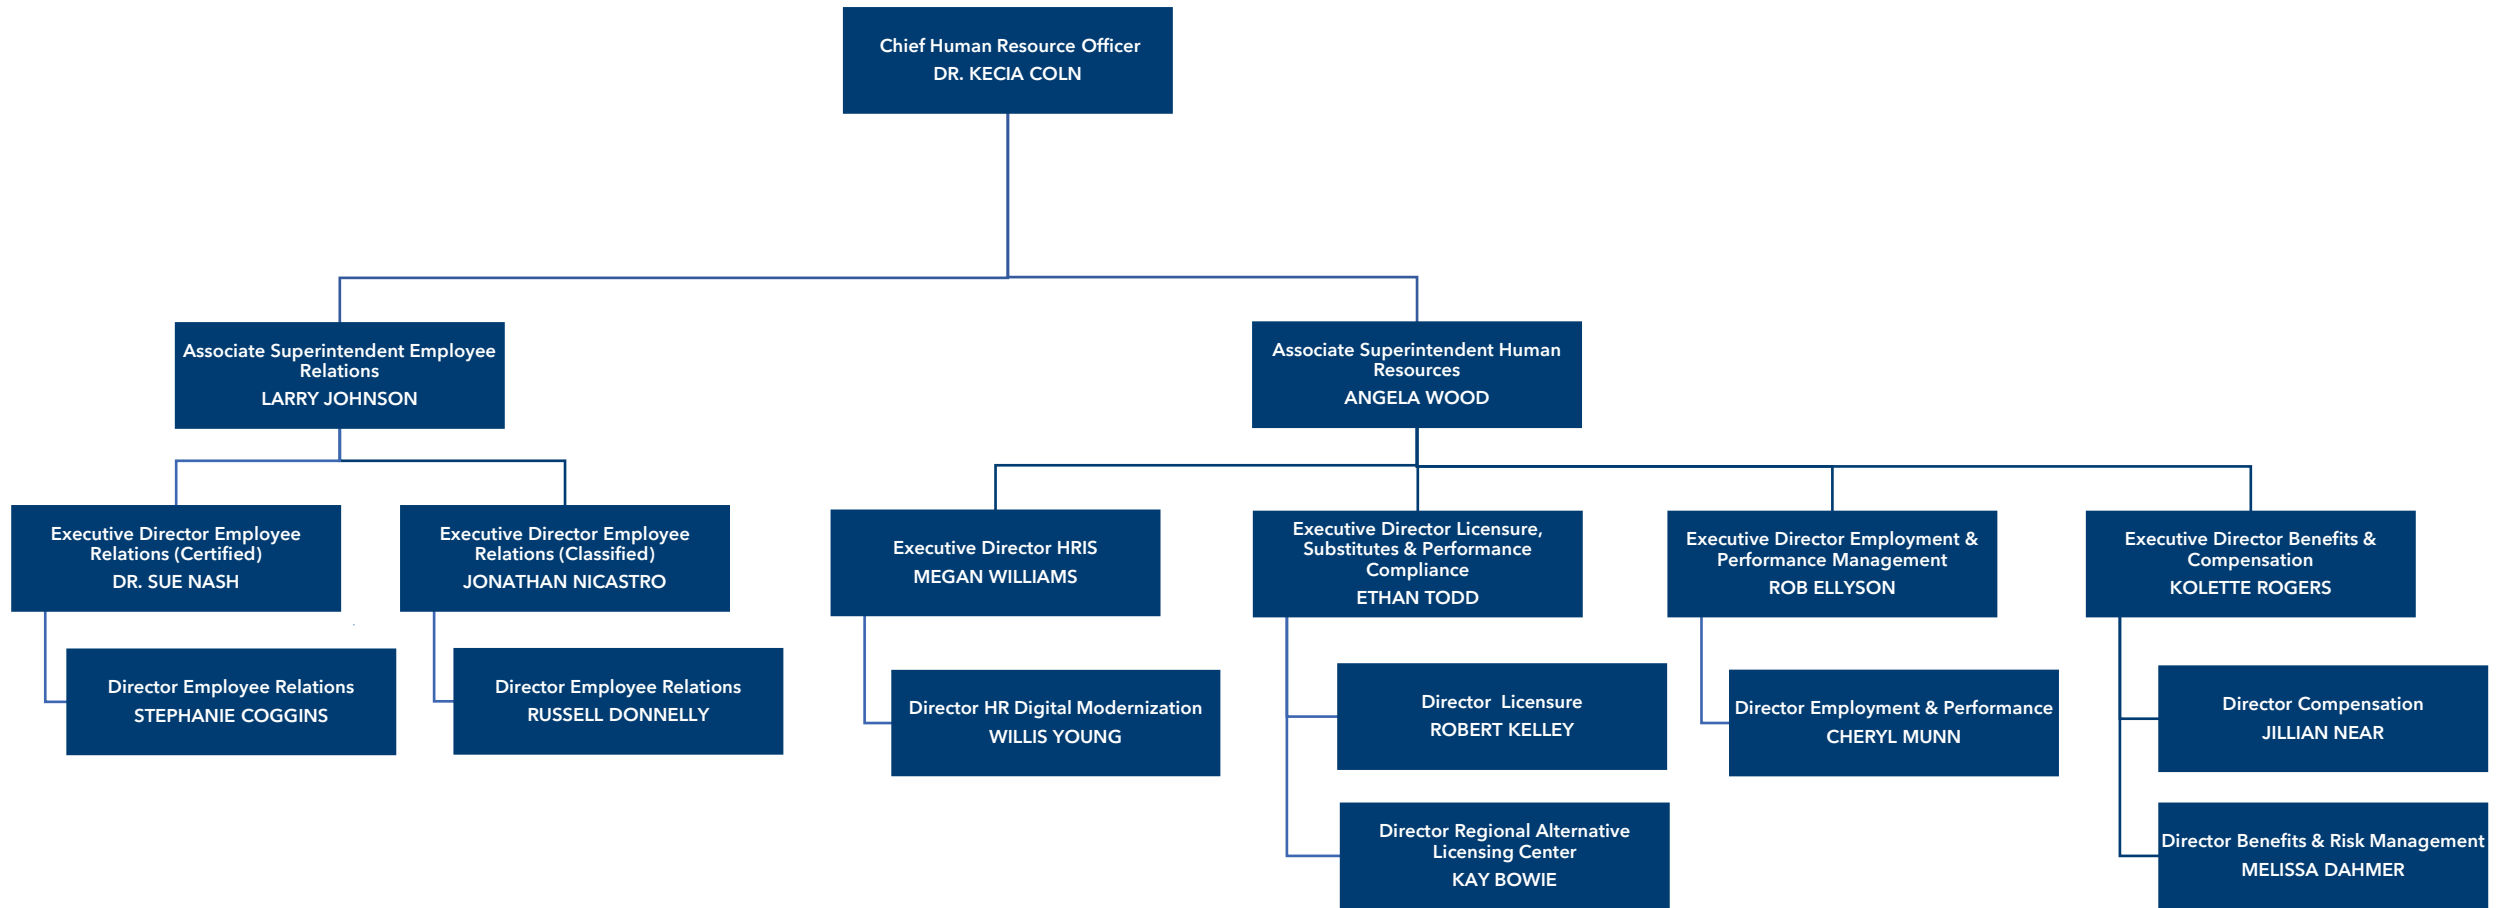 Chief Human Resource Officer
DR. KECIA COLN
Associate Superintendent Employee
Relations
LARRY JOHNSON
Associate Superintendent Human
Resources
ANGELA WOOD
Executive Director Employee
Relations (Certified)
DR. SUE NASH
Executive Director Employee
Relations (Classified)
JONATHAN NICASTRO
Executive Director HRIS
MEGAN WILLIAMS
Executive Director Licensure,
Substitutes & Performance
Compliance
ETHAN TODD
Executive Director Employment &
Performance Management
ROB ELLYSON
Executive Director Benefits &
Compensation
KOLETTE ROGERS
Director Employee Relations
STEPHANIE COGGINS
Director Employee Relations
RUSSELL DONNELLY
Director HR Digital Modernization
WILLIS YOUNG
Director  Licensure
ROBERT KELLEY
Director Employment & Performance
CHERYL MUNN
Director Compensation
JILLIAN NEAR
Director Regional Alternative
Licensing Center
KAY BOWIE
Director Benefits & Risk Management
MELISSA DAHMER